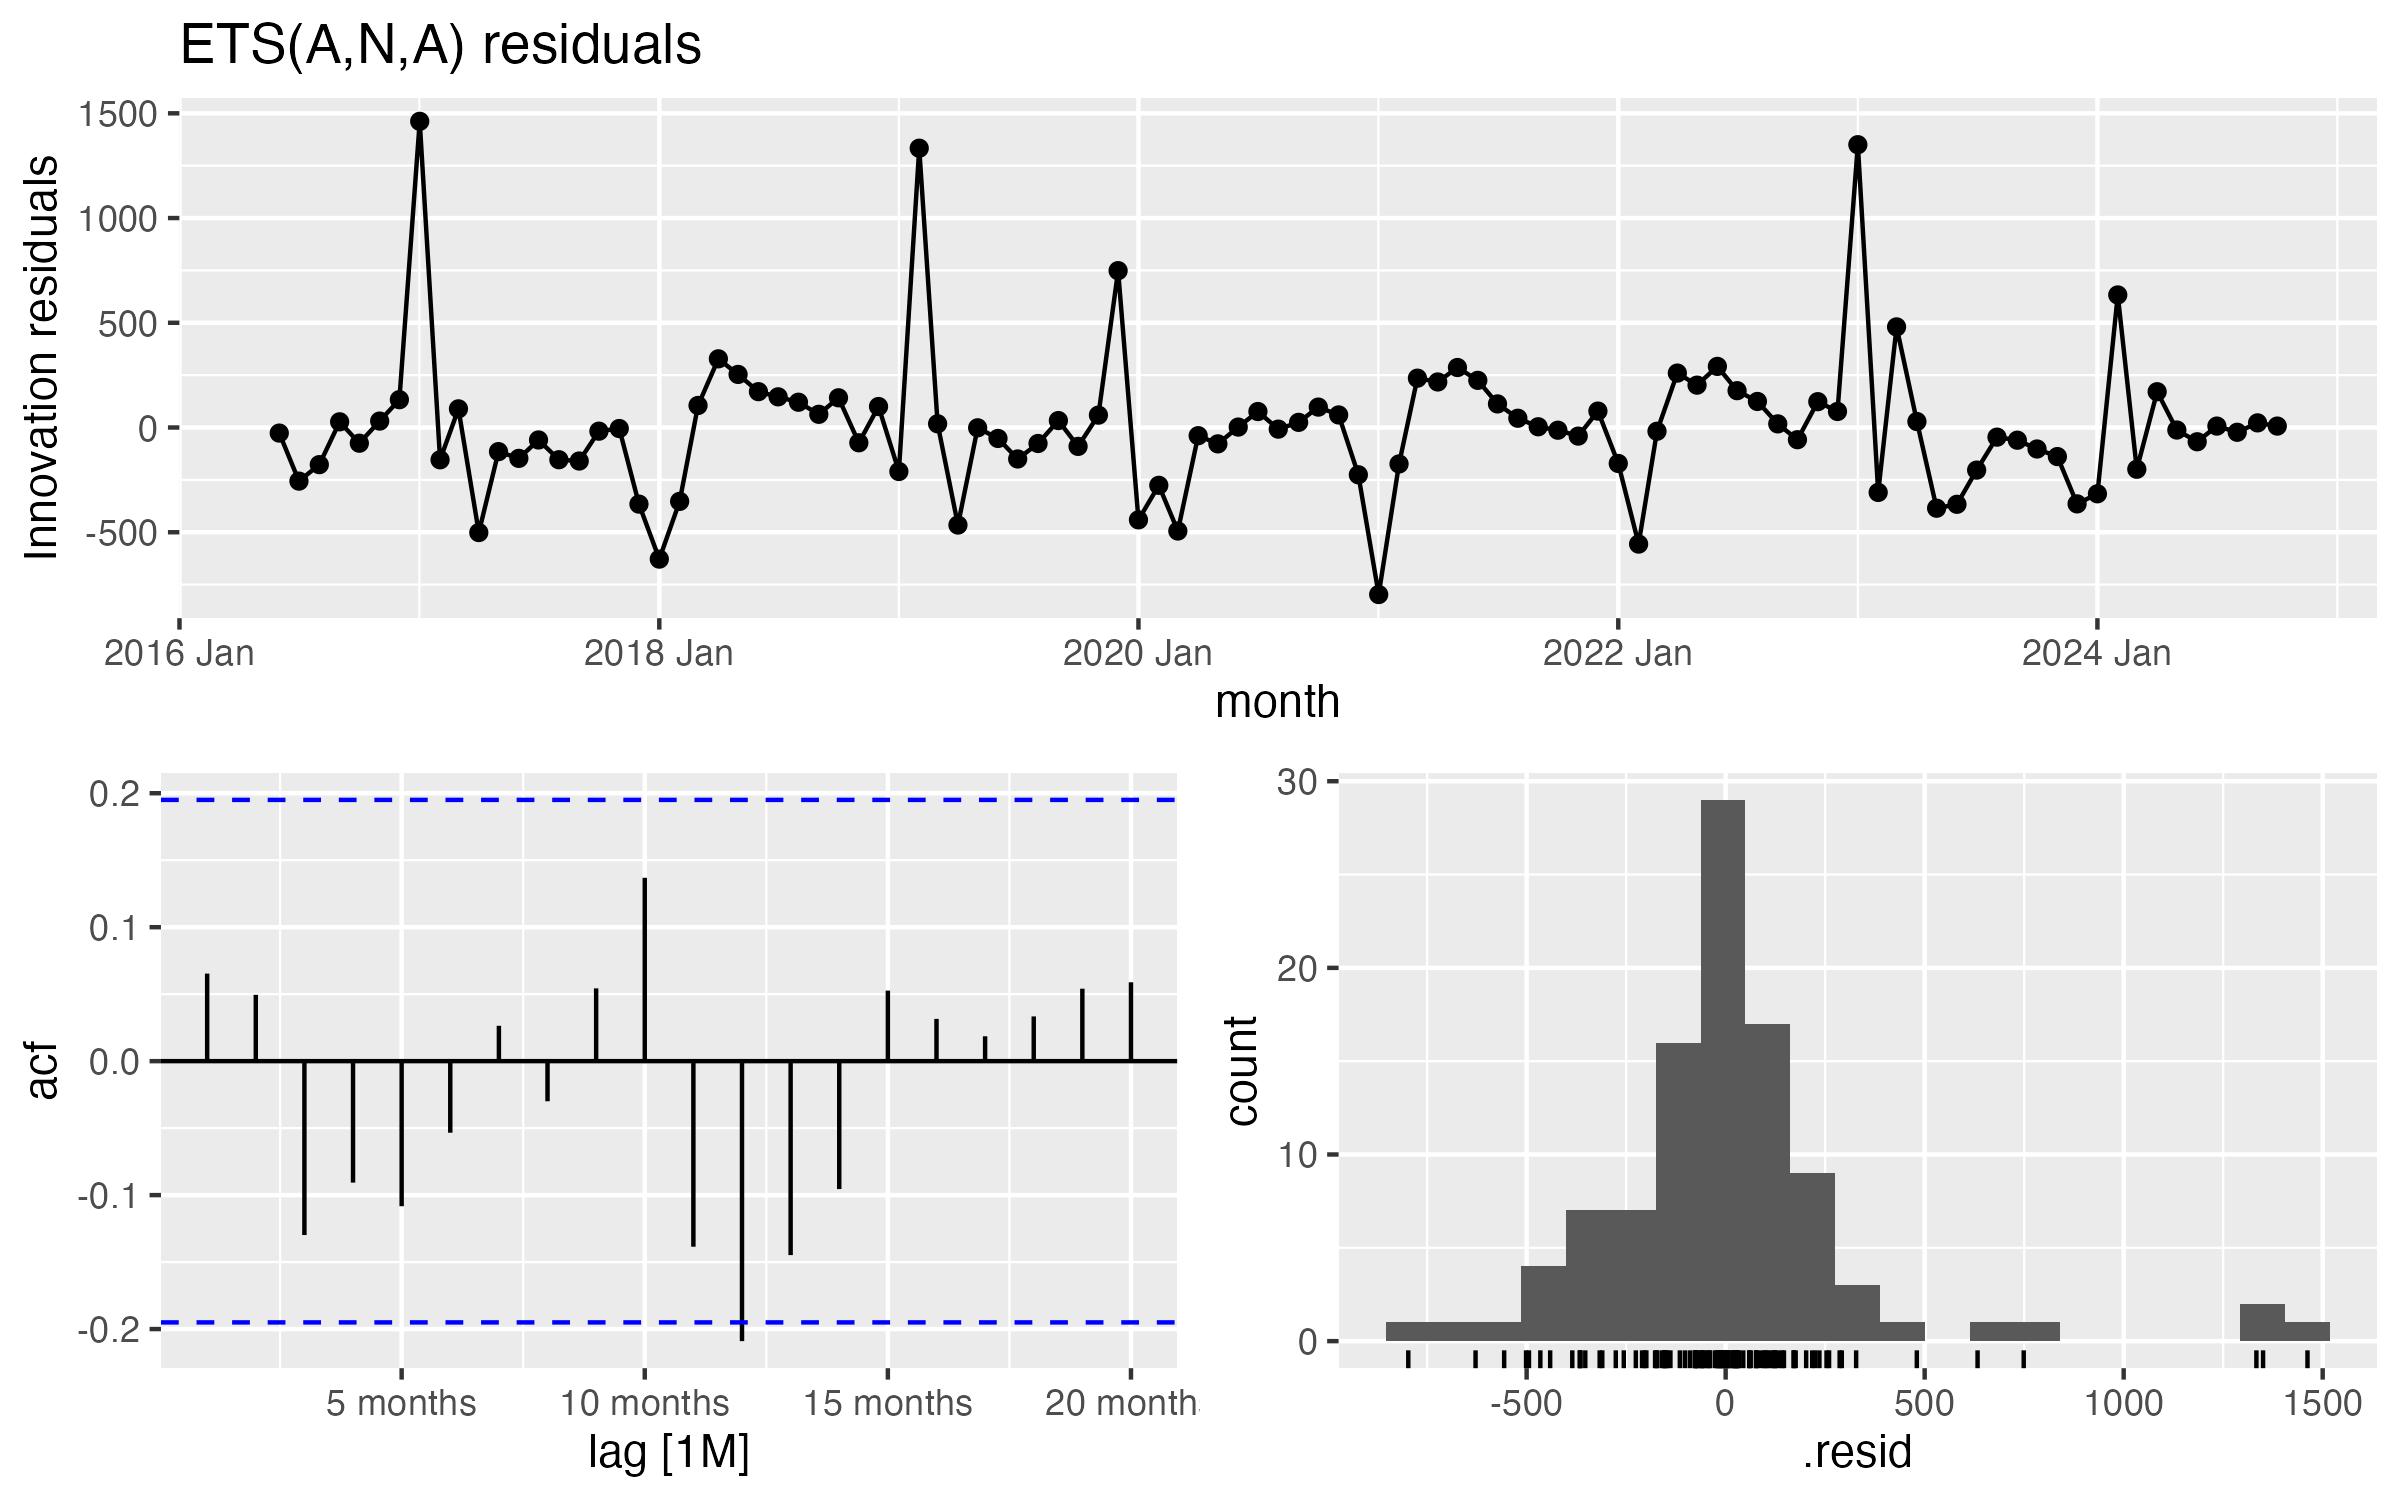 ETS(A,N,A) residuals
1500
1000
500
0
-500
Innovation residuals
2016 Jan
2018 Jan
2020 Jan
2022 Jan
2024 Jan
month
0.2
0.1
0.0
-0.1
-0.2
acf
5 months
10 months
15 months
20 month
lag [1M]
30
20
10
0
count
-500
0
500
1000
1500
.resid